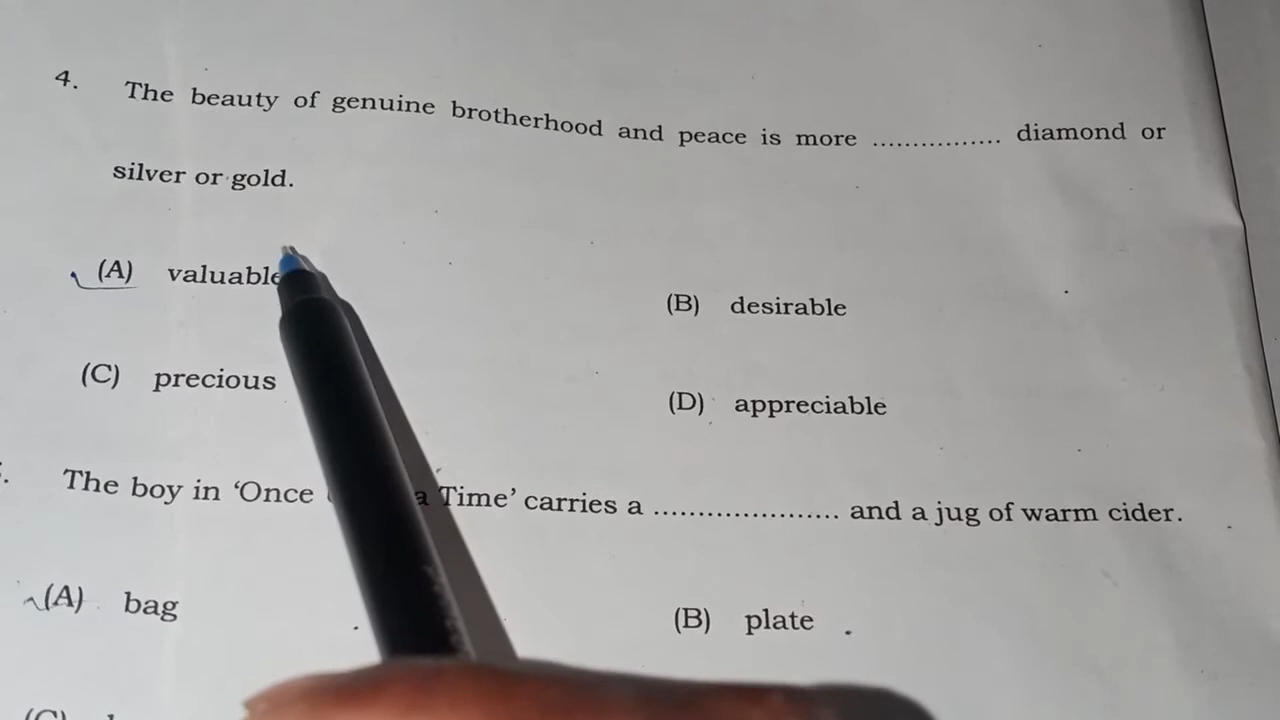 4. The beauty of genuine brotherhood and peace is more ................ diamond or
silver or gold.
(A) valuable
(B) desirable
(C) precious
(D) appreciable
The boy in ‘Once a Time’ carries a .................... and a jug of warm cider.
(A) bag
(B) plate